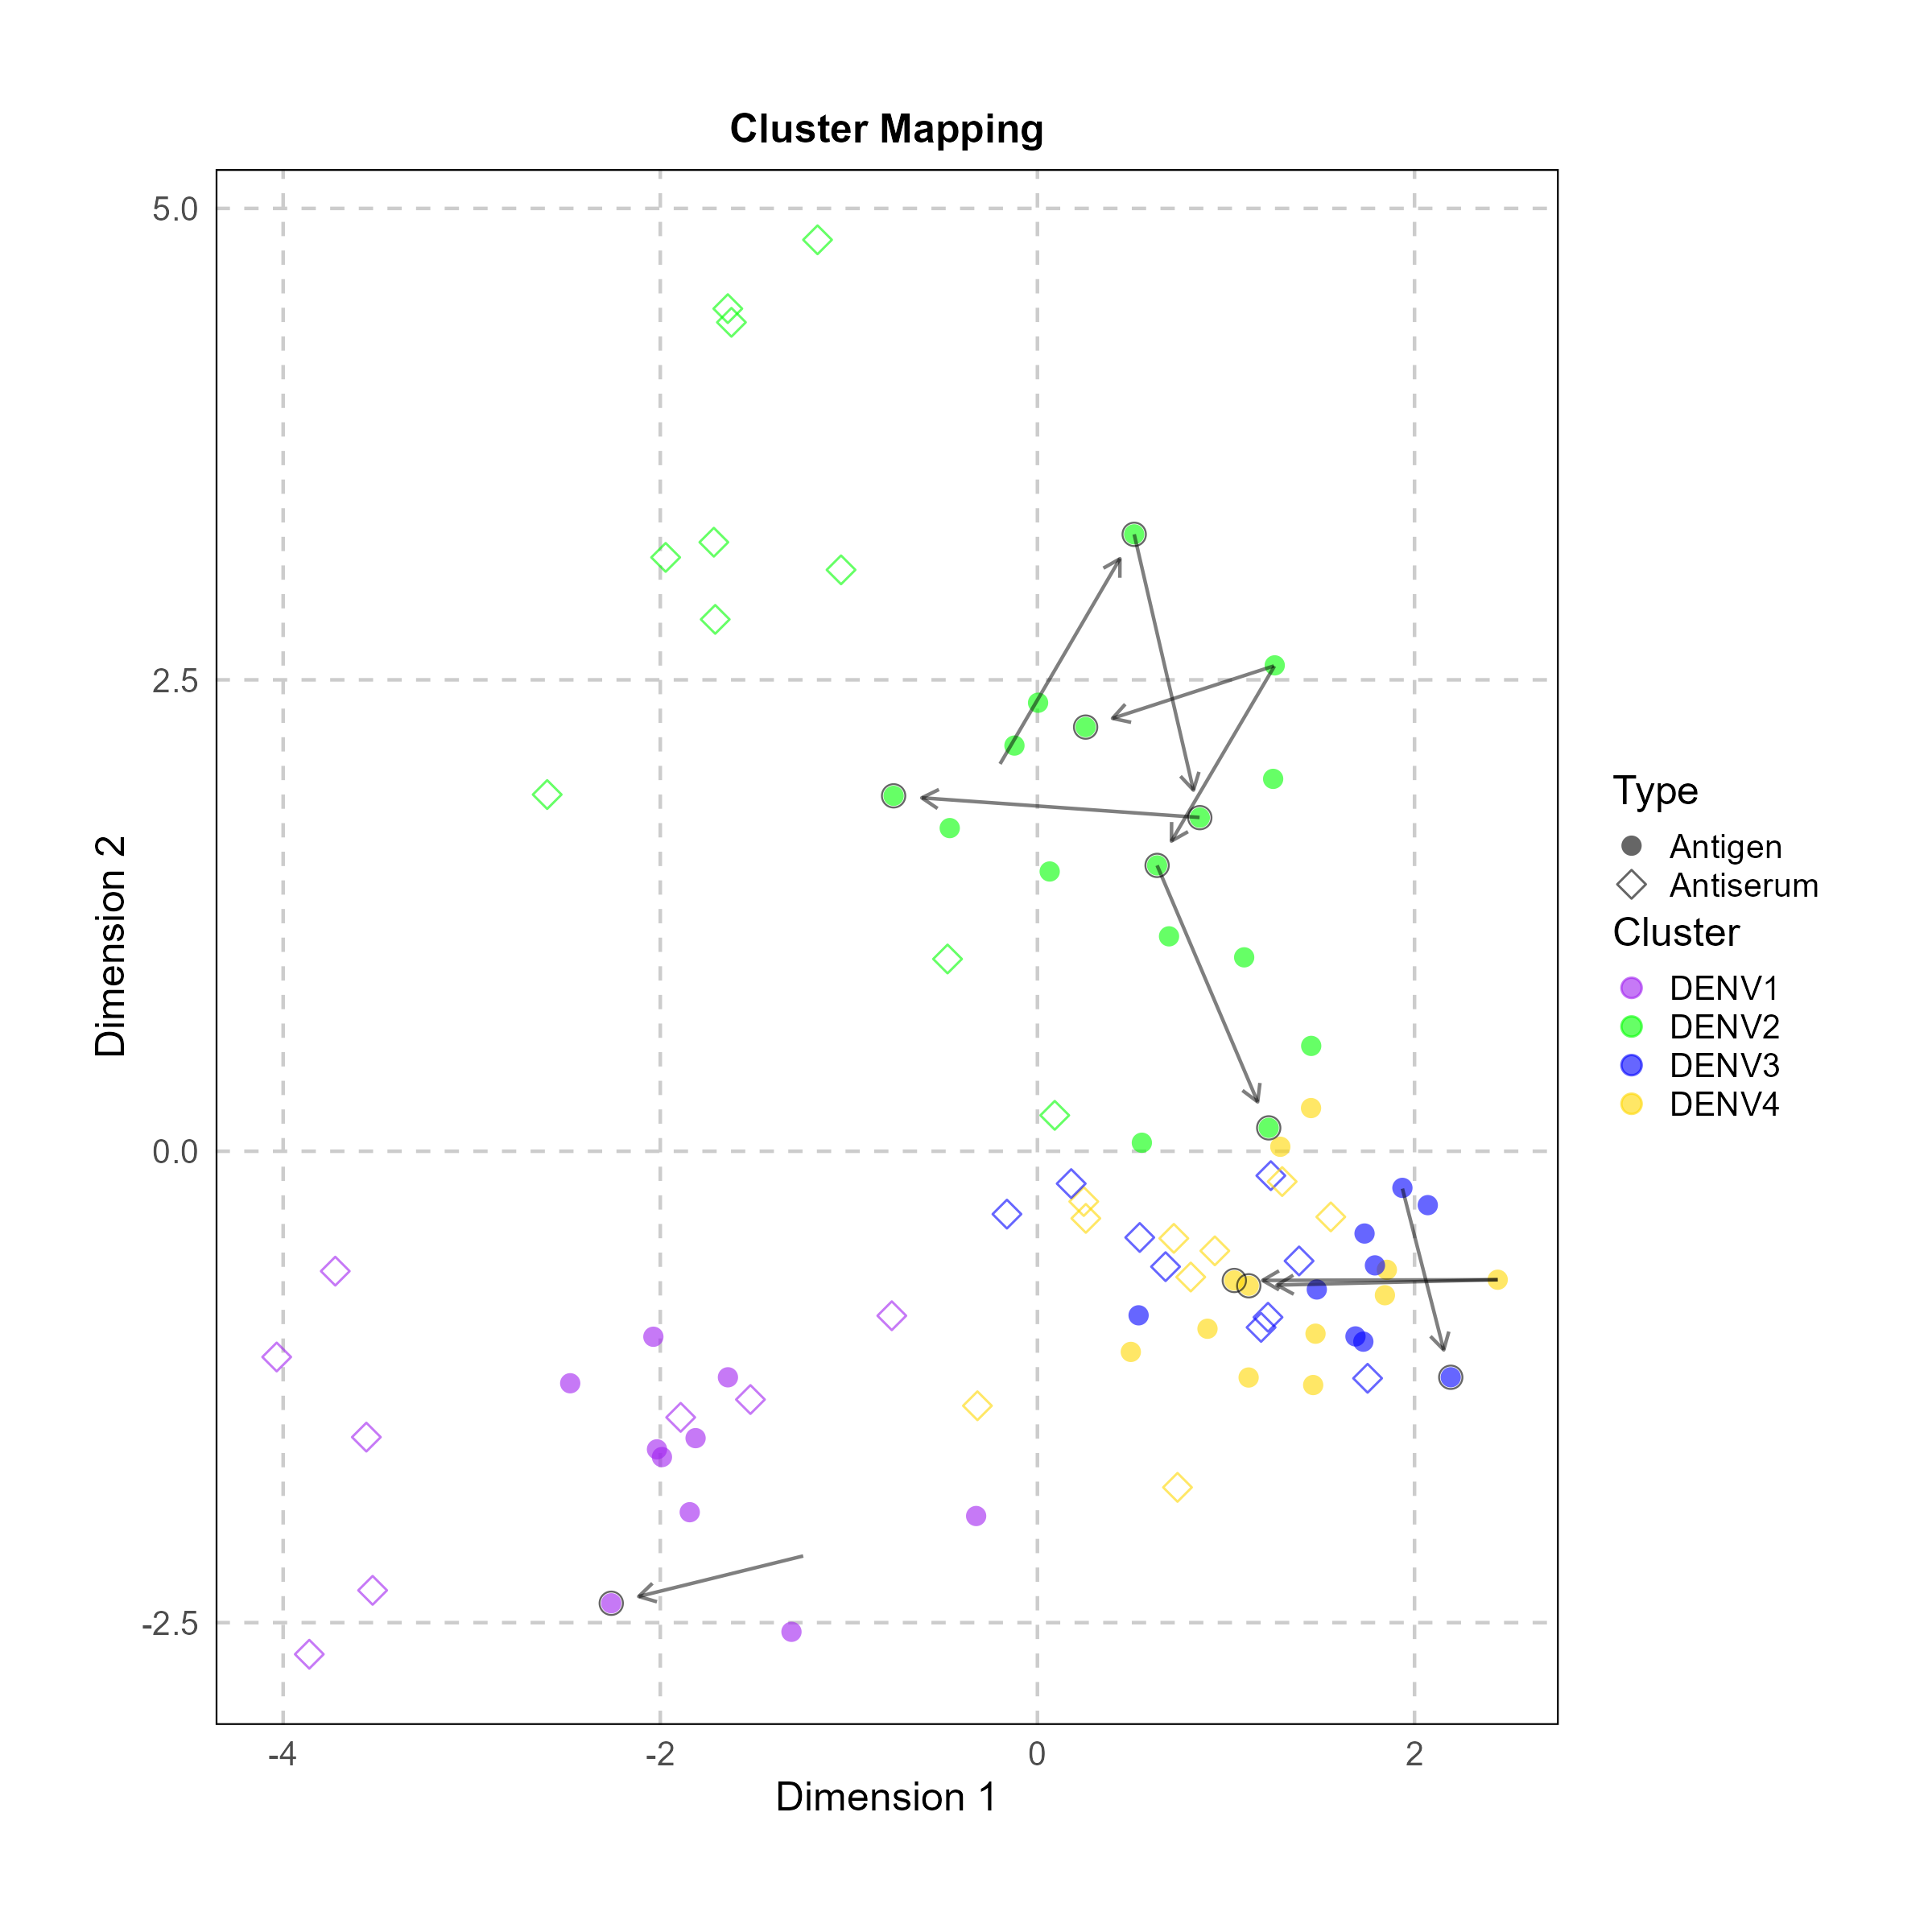 Cluster Mapping
5.0
2.5
0.0
-2.5
Dimension 2
-4
-2
0
2
Dimension 1
Type
Antigen
Antiserum
Cluster
DENV1
DENV2
DENV3
DENV4